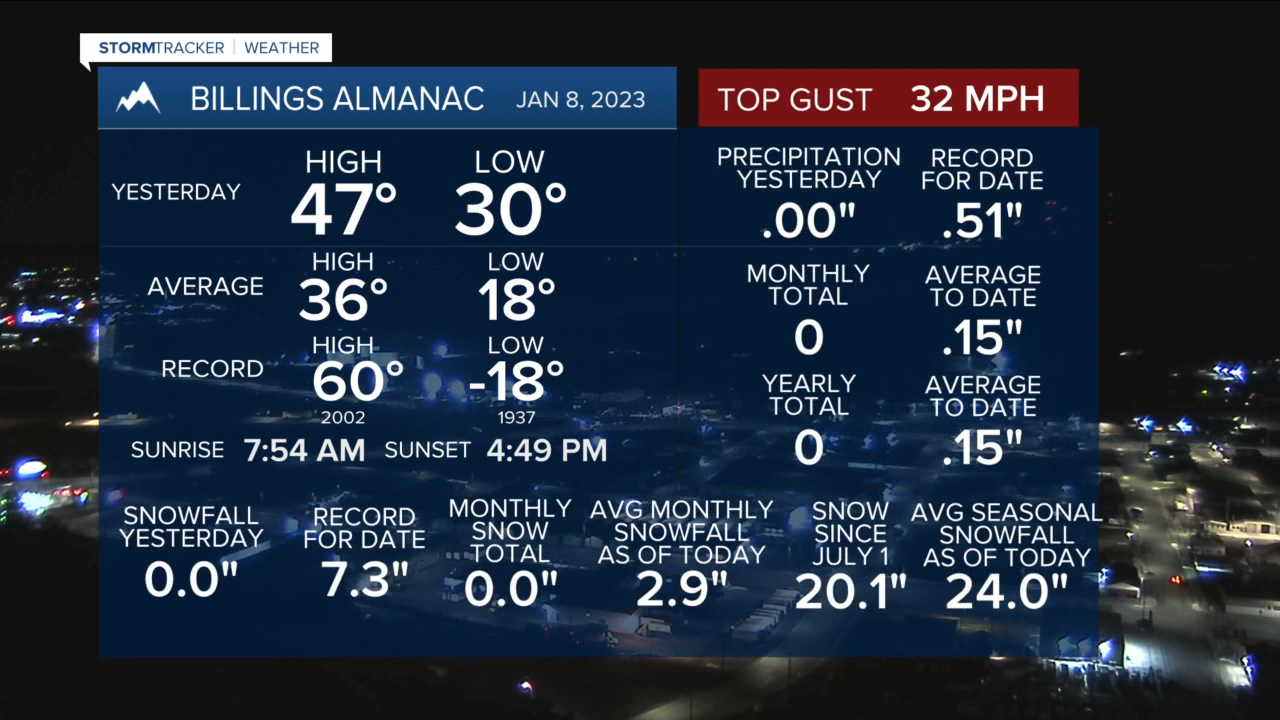 STORMTRACKER | WEATHER
BILLINGS ALMANAC JAN 8, 2023
TOP GUST 32 MPH
HIGH LOW
YESTERDAY 47° 30°
HIGH LOW
AVERAGE 36° 18°
HIGH LOW
RECORD 60° -18°
2002 1937
SUNRISE 7:54 AM SUNSET 4:49 PM
PRECIPITATION
YESTERDAY
.00"
RECORD
FOR DATE
.51"
MONTHLY
TOTAL
0
AVERAGE
TO DATE
.15"
YEARLY
TOTAL
0
AVERAGE
TO DATE
.15"
SNOWFALL
YESTERDAY
0.0"
RECORD
FOR DATE
7.3"
MONTHLY
SNOW
TOTAL
0.0"
AVG MONTHLY
SNOWFALL
AS OF TODAY
2.9"
SNOW
SINCE
JULY 1
20.1"
AVG SEASONAL
SNOWFALL
AS OF TODAY
24.0"